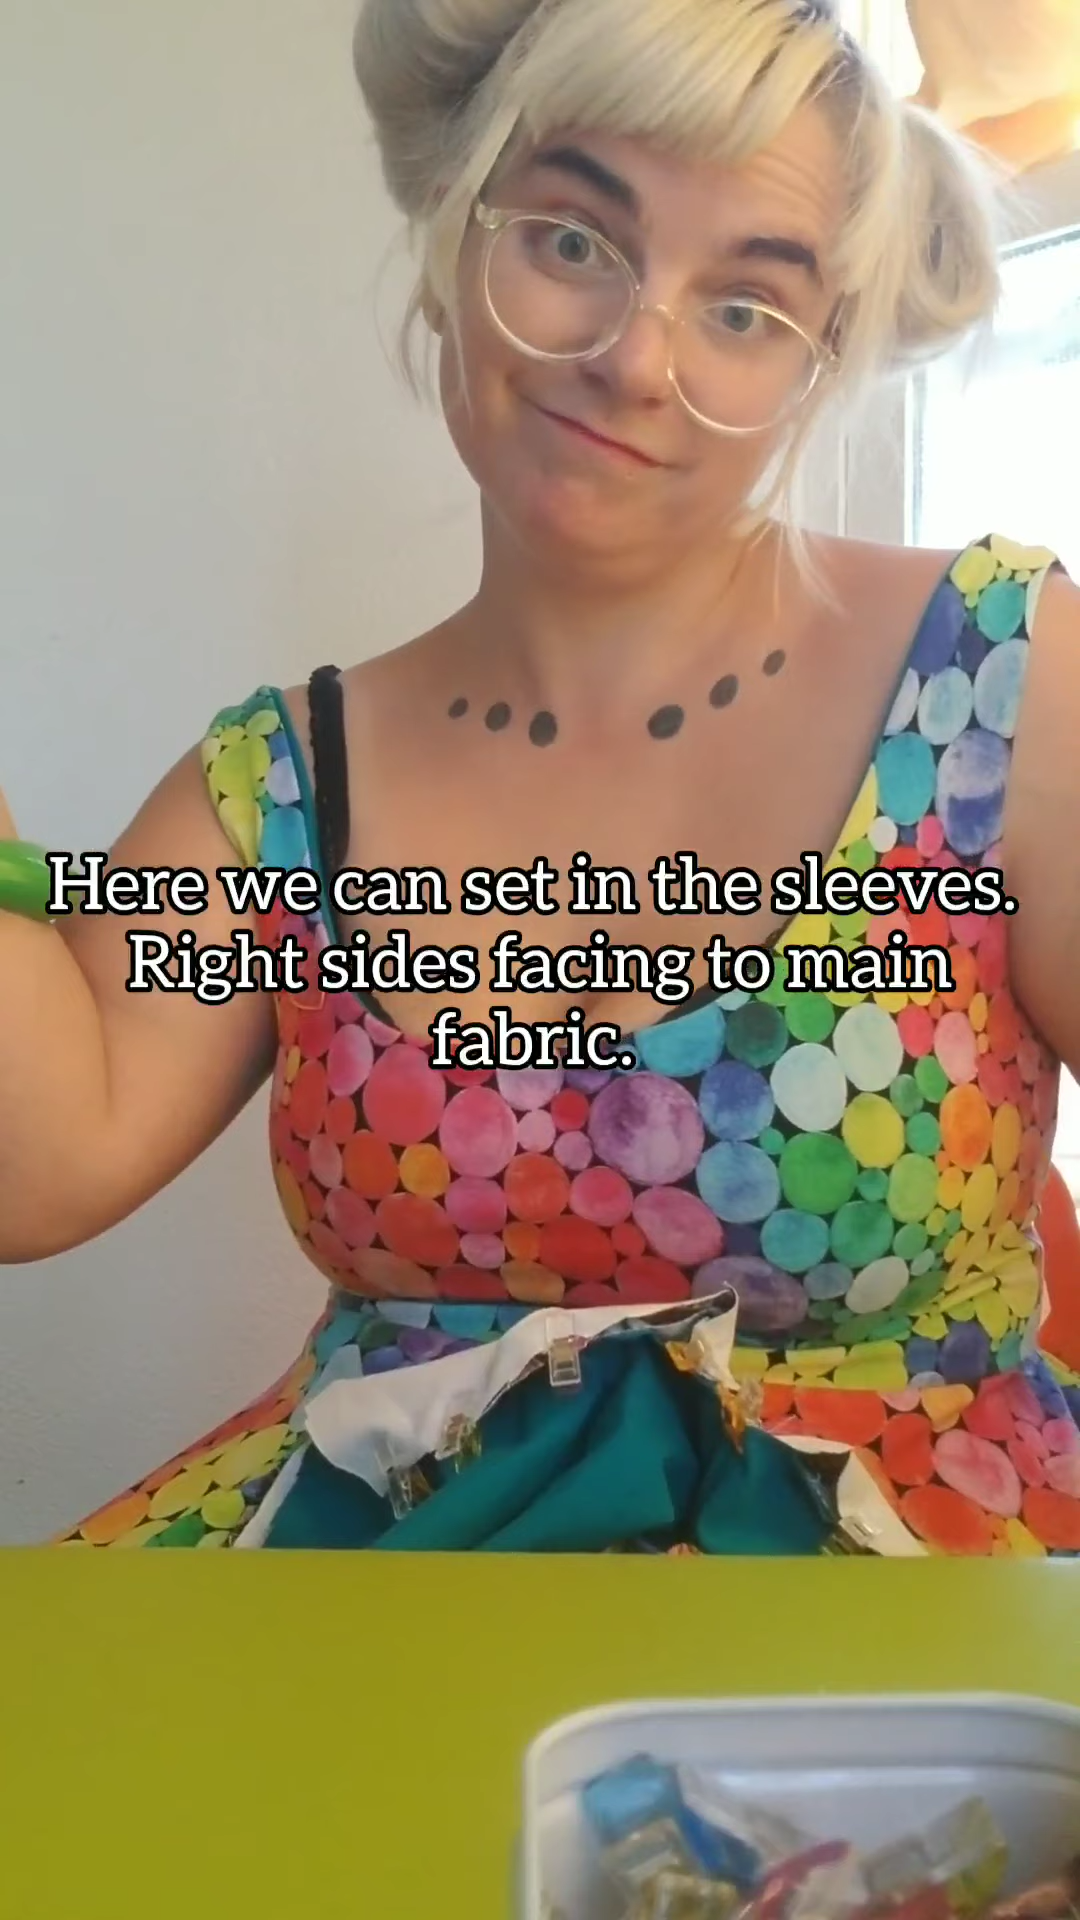 Here we can set in the sleeves.
Right sides facing to main
fabric.